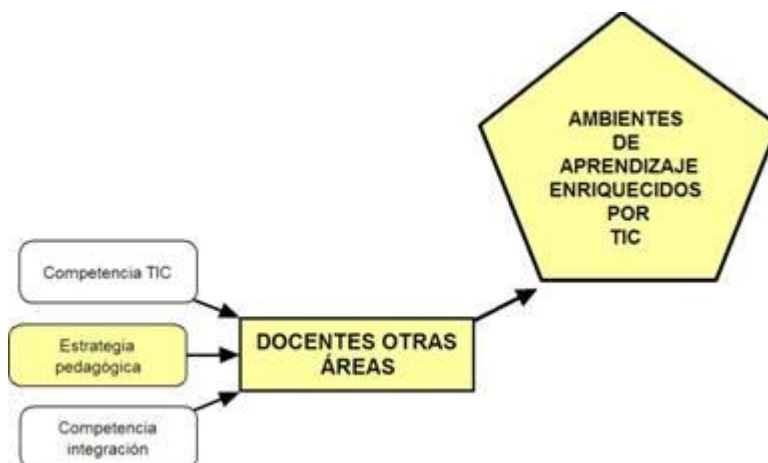 AMBIENTES
DE
APRENDIZAJE
ENRIQUECIDOS
POR
TIC
Competencia TIC
Estrategia
pedagógica
DOCENTES OTRAS
ÁREAS
Competencia
integración